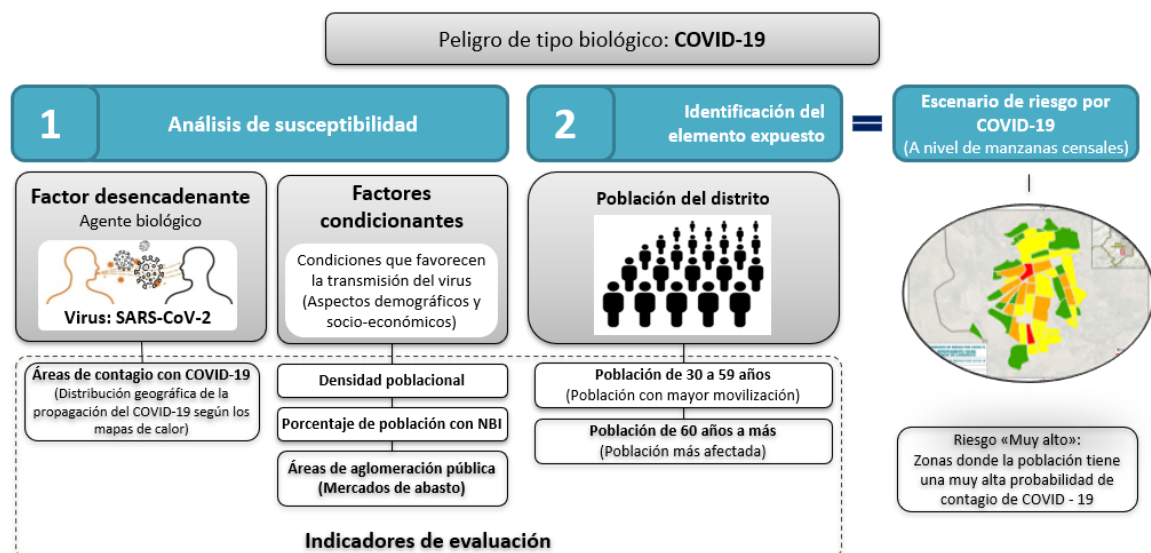 Peligro de tipo biológico: COVID-19
1
Análisis de susceptibilidad
2
Identificación del
elemento expuesto
=
Escenario de riesgo por
COVID-19
(A nivel de manzanas censales)
Factor desencadenante
Agente biológico
Virus: SARS-CoV-2
Factores
condicionantes
Condiciones que favorecen
la transmisión del virus
(Aspectos demográficos y
socio-económicos)
Población del distrito
Áreas de contagio con COVID-19
(Distribución geográfica de la
propagación del COVID-19 según los
mapas de calor)
Densidad poblacional
Porcentaje de población con NBI
Áreas de aglomeración pública
(Mercados de abasto)
Población de 30 a 59 años
(Población con mayor movilización)
Población de 60 años a más
(Población más afectada)
Indicadores de evaluación
Riesgo «Muy alto»:
Zonas donde la población tiene
una muy alta probabilidad de
contagio de COVID - 19